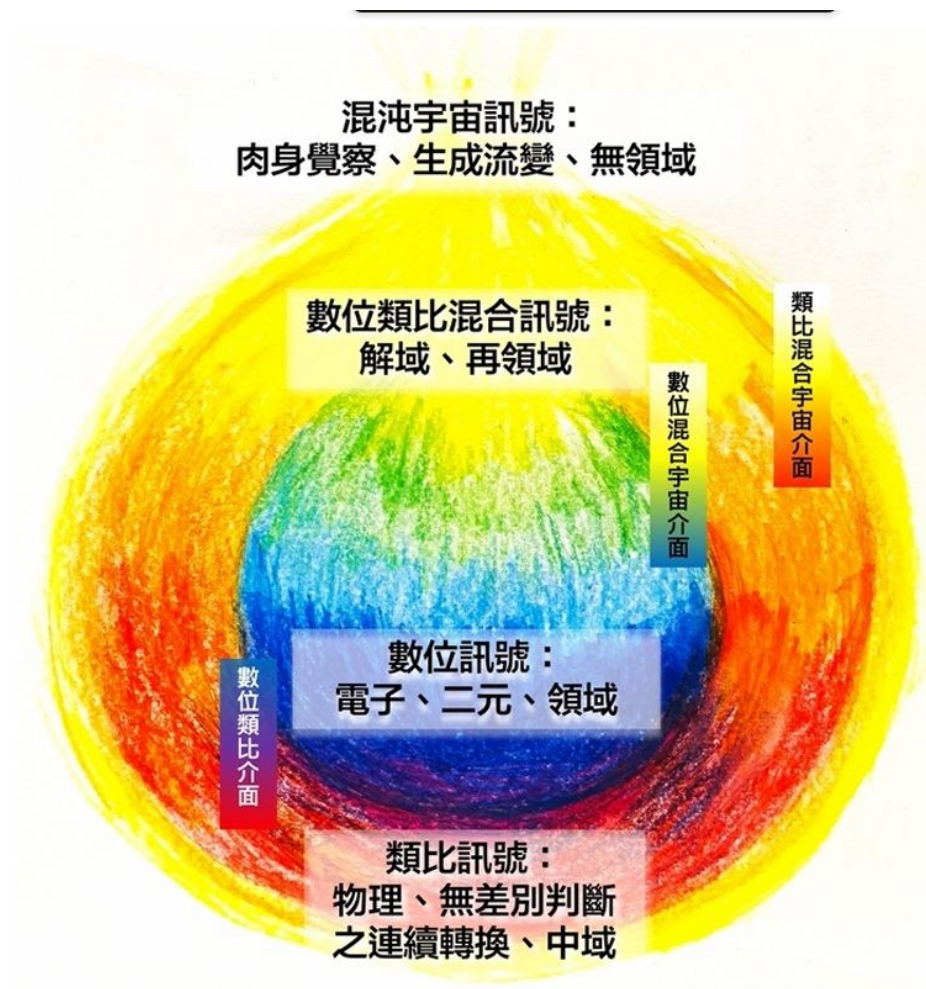 混沌宇宙訊號：
肉身覺察、生成流變、無領域
數位類比混合訊號：
解域、再領域
類比混合宇宙介面
數位混合宇宙介面
數位訊號：
電子、二元、領域
數位類比介面
類比訊號：
物理、無差別判斷
之連續轉換、中域